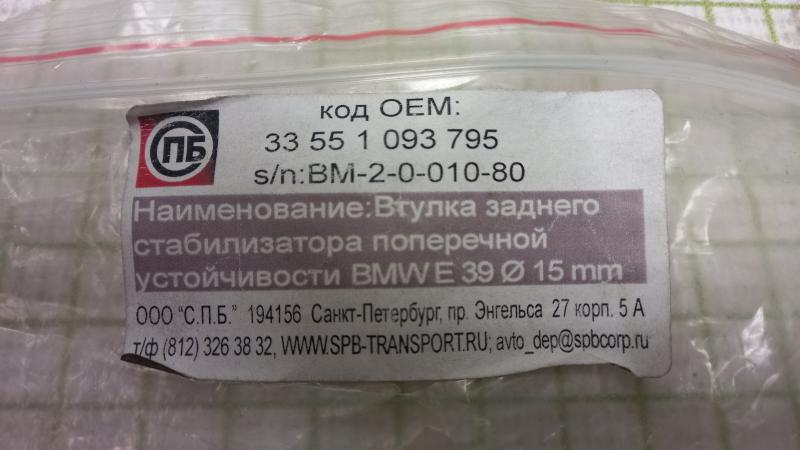 СПБ
код OEM:
33 55 1 093 795
s/n:BM-2-0-010-80
Наименование:Втулка заднего
стабилизатора поперечной
устойчивости BMW E 39 Ø 15 mm
ООО "С.П.Б." 194156 Санкт-Петербург, пр. Энгельса 27 корп. 5 А
т/ф (812) 326 38 32, WWW.SPB-TRANSPORT.RU; avto_dep@spbcorp.ru